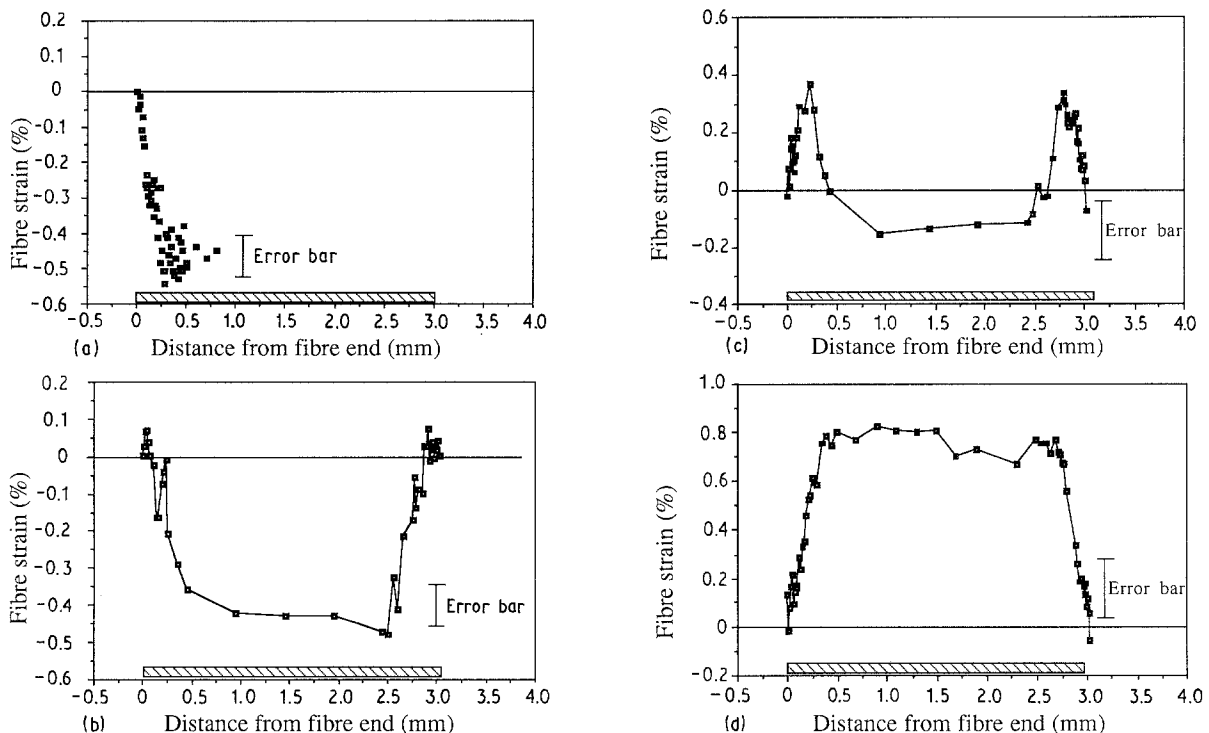 0.2
0.1
0
-0.1
-0.2
-0.3
-0.4
-0.5
-0.6
Fibre strain (%)
Error bar
-0.5 0 0.5 1.0 1.5 2.0 2.5 3.0 3.5 4.0
(a) Distance from fibre end (mm)
0.2
0.1
0
-0.1
-0.2
-0.3
-0.4
-0.5
-0.6
Fibre strain (%)
Error bar
-0.5 0 0.5 1.0 1.5 2.0 2.5 3.0 3.5 4.0
(b) Distance from fibre end (mm)
0.6
0.4
0.2
0
-0.2
-0.4
Fibre strain (%)
Error bar
-0.5 0 0.5 1.0 1.5 2.0 2.5 3.0 3.5 4.0
(c) Distance from fibre end (mm)
1.0
0.8
0.6
0.4
0.2
0
-0.2
Fibre strain (%)
Error bar
-0.5 0 0.5 1.0 1.5 2.0 2.5 3.0 3.5 4.0
(d) Distance from fibre end (mm)